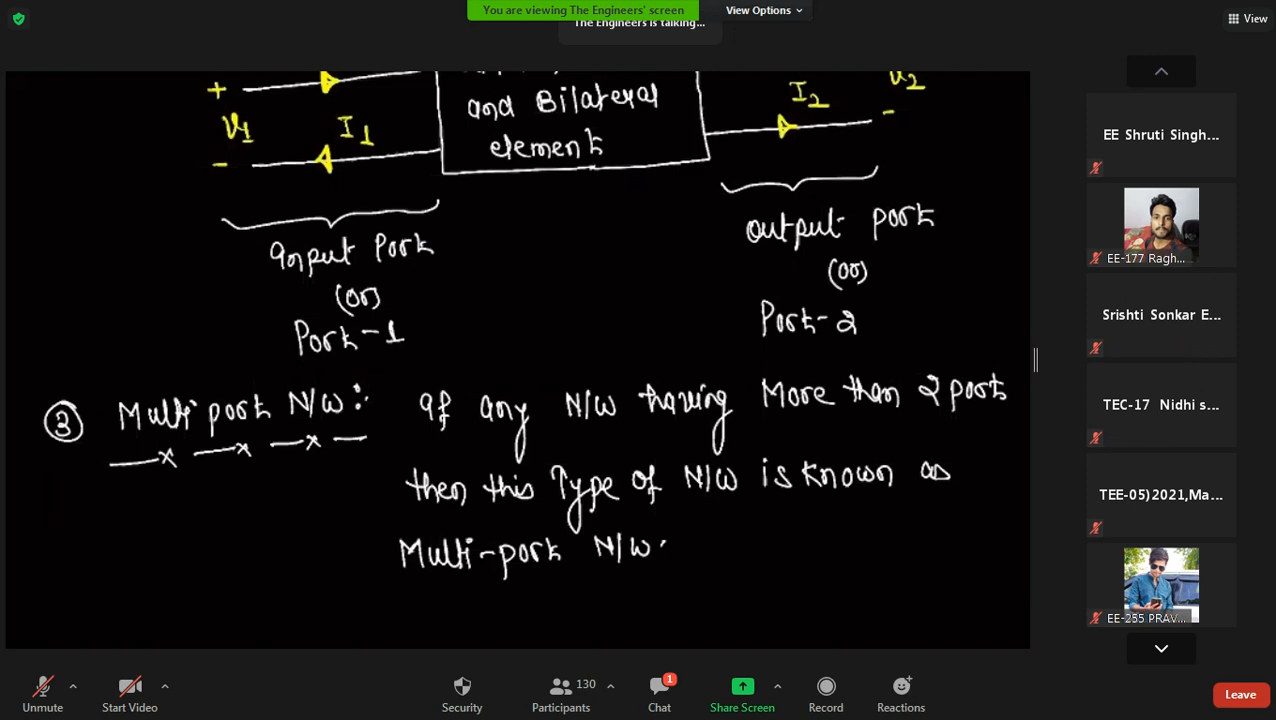 You are viewing The Engineers' screen
View Options
View
The Engineers is talking...
+
V1
-
I1
and Bilateral
element
I2
V2
-
Input Port
(or)
Port-1
output port
(or)
Port-2
③ Multi port N/W :- If any N/W having More than 2 port
then this Type of N/W is known as
Multi-port N/W.
EE Shruti Singh...
EE-177 Ragh...
Srishti Sonkar E...
TEC-17 Nidhi s...
TEE-05)2021,Ma...
EE-255 PRAV...
Unmute
Start Video
Security
130
Participants
1
Chat
Share Screen
Record
Reactions
Leave